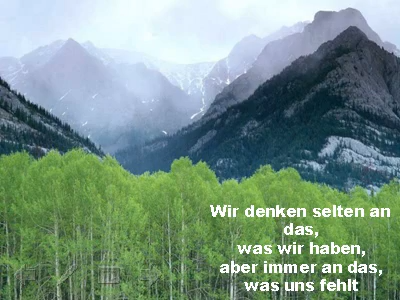 Wir denken selten an
das,
was wir haben,
aber immer an das,
was uns fehlt